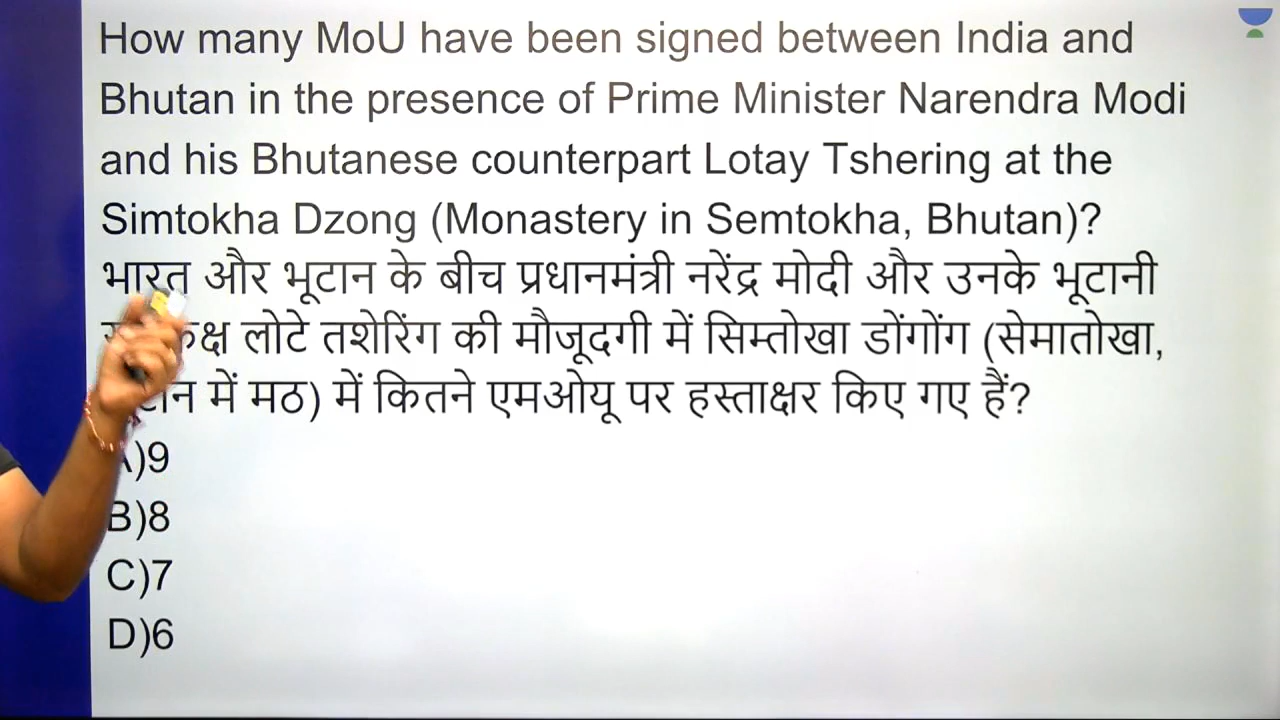 How many MoU have been signed between India and
Bhutan in the presence of Prime Minister Narendra Modi
and his Bhutanese counterpart Lotay Tshering at the
Simtokha Dzong (Monastery in Semtokha, Bhutan)?
भारत और भूटान के बीच प्रधानमंत्री नरेंद्र मोदी और उनके भूटानी
लोटे तशेरिंग की मौजूदगी में सिम्तोखा डोंगोंग (सेमातोखा,
में मठ) में कितने एमओयू पर हस्ताक्षर किए गए हैं?
A)9
B)8
C)7
D)6